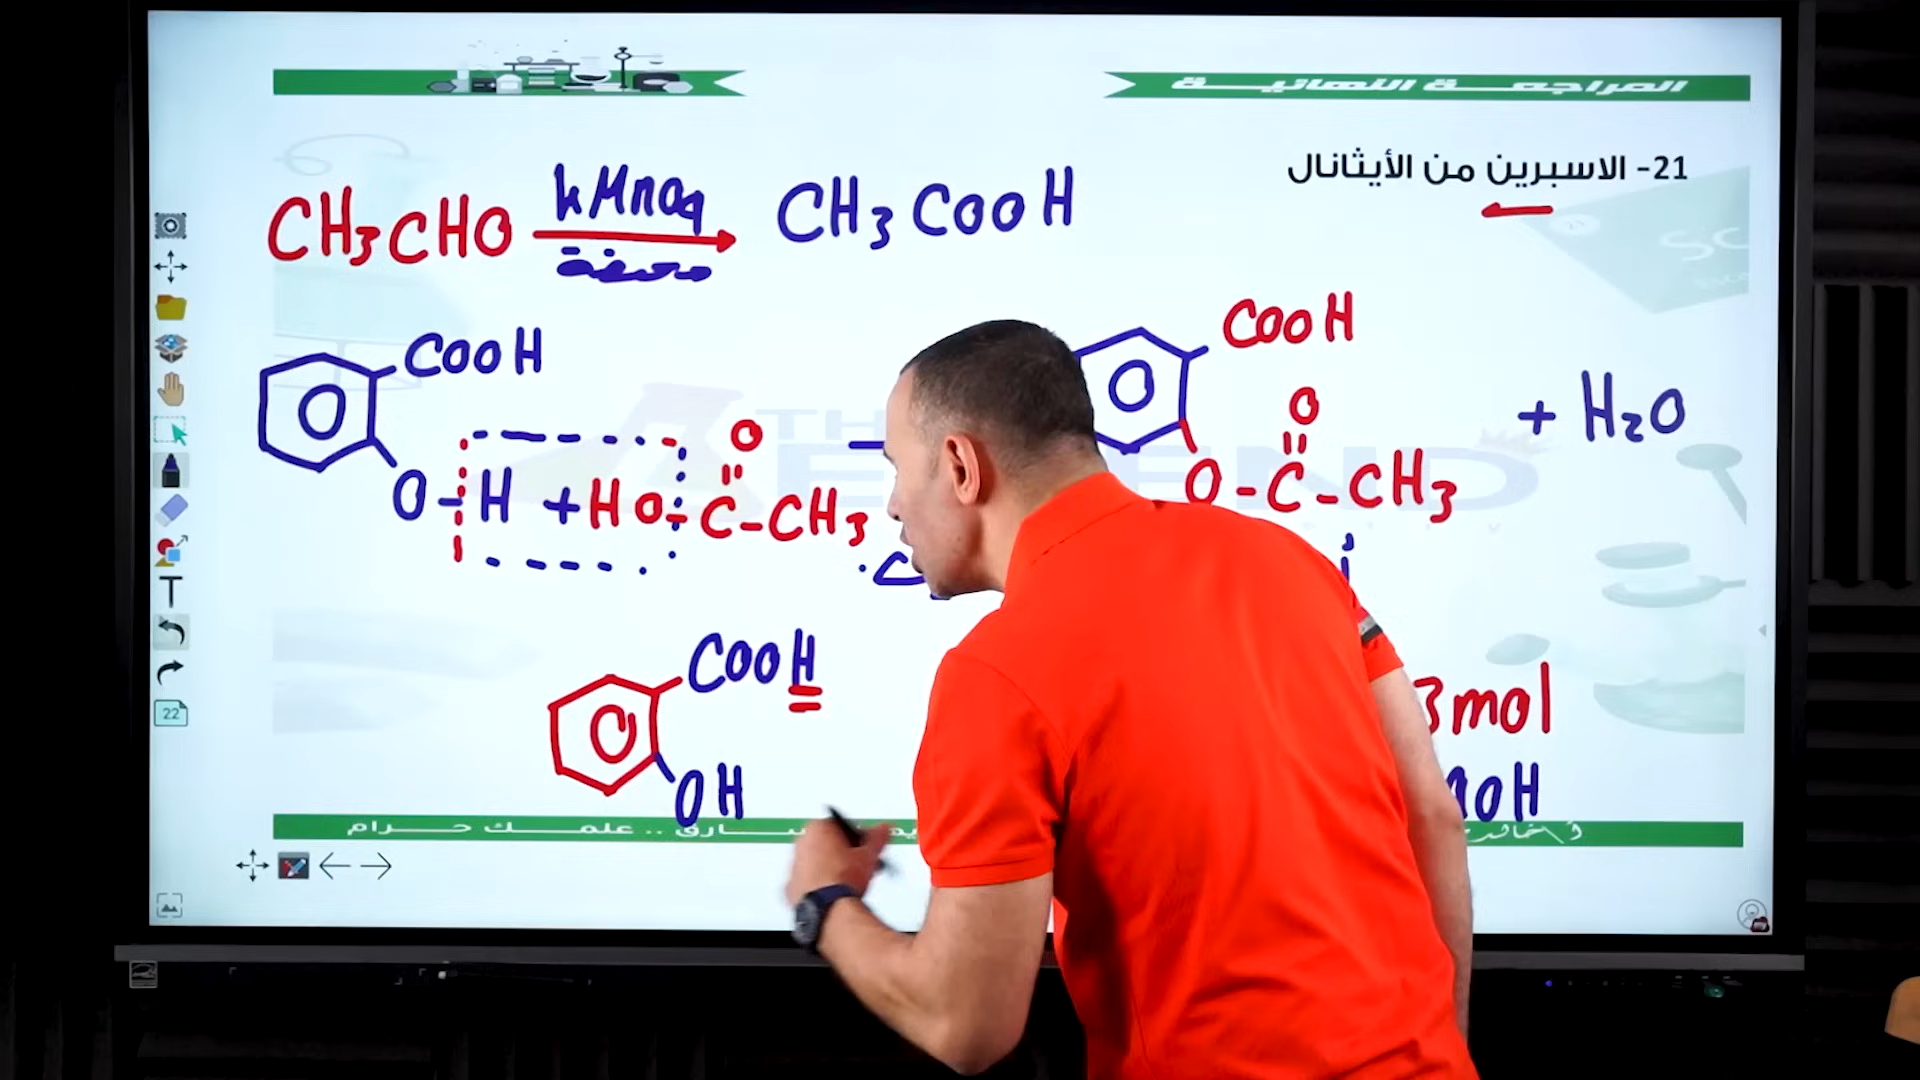 المراجعة النهائية
21- الاسبرين من الأيثانال
CH3CHO KMnO4 محمضة CH3COOH
COOH
COOH
O
O
+ H2O
O-H + HO-C-CH3
O-C-CH3
COOH
3mol
OH
علمك حرام
22